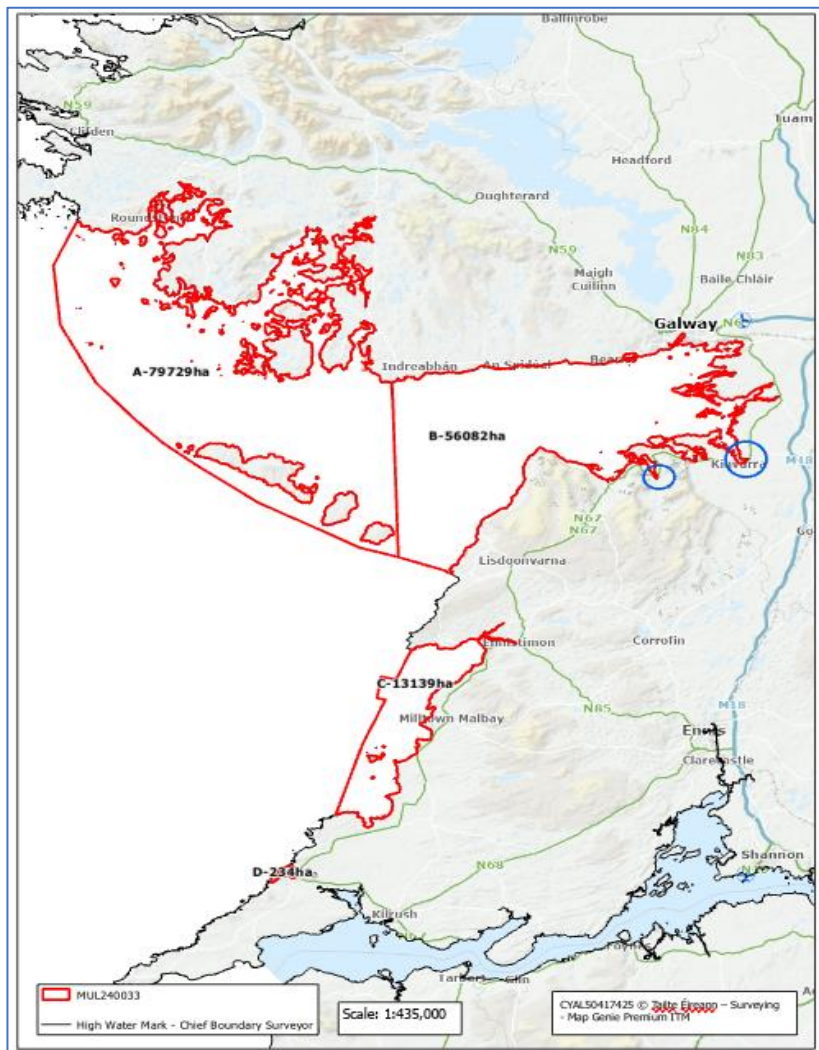 Ballinrobe
N59
Clifden
Tuam
Headford
Oughterard
N84
N59
N83
Maigh
Cuilinn
Baile Chláir
Galway
Indreabhán
An Spidéal
A-79729ha
B-56082ha
Kinvarra
M18
N67
N67
Lisdoonvarna
Ennistimon
Corrofin
C-13139ha
Milltown Malbay
N85
M18
Ennis
Clarecastle
N68
Shannon
D-234ha
Kilrush
Tarbert
Glin
MUL240033
High Water Mark - Chief Boundary Surveyor
Scale: 1:435,000
CYAL50417425 © Tailte Éireann – Surveying
- Map Genie Premium ITM